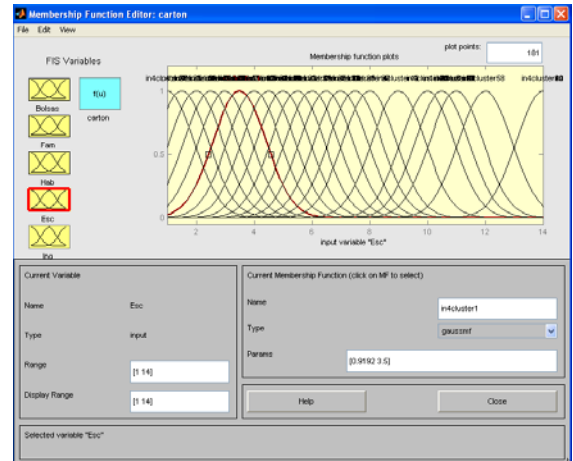 Membership Function Editor: carton
File Edit View
FIS Variables
Membership function plots
plot points:
181
Bolsas
f(u)
carton
Fam
Hab
Esc
Ing
1
0.5
0
2 4 6 8 10 12 14
input variable "Esc"
Current Variable
Name Esc
Type input
Range [1 14]
Display Range [1 14]
Current Membership Function (click on MF to select)
Name in4cluster1
Type gaussmf
Params [0.9192 3.5]
Help Close
Selected variable "Esc"